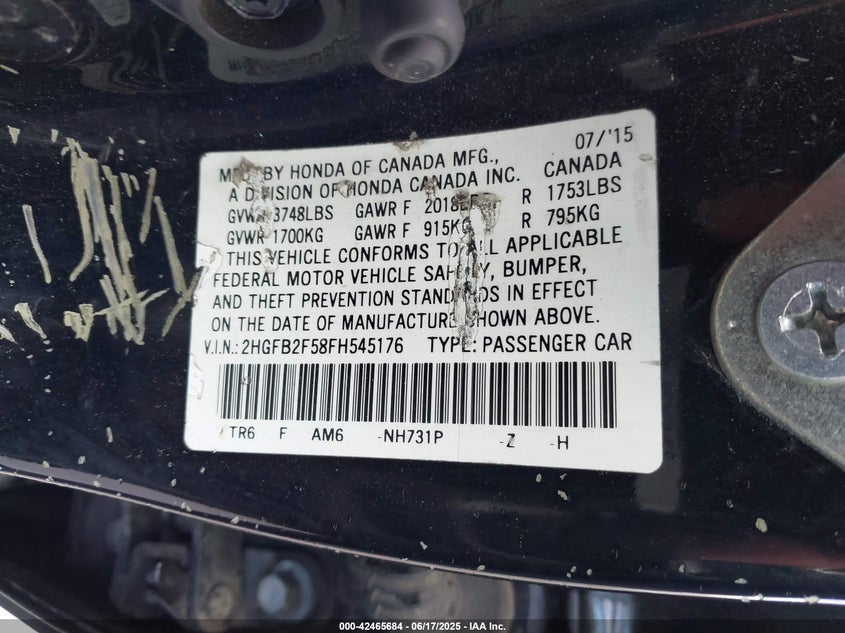 07/'15
BY HONDA OF CANADA MFG.,
A DIVISION OF HONDA CANADA INC. CANADA
GVWR 3748LBS GAWR F 2018 R 1753LBS
GVWR 1700KG GAWR F 915KG R 795KG
THIS VEHICLE CONFORMS TO ALL APPLICABLE
FEDERAL MOTOR VEHICLE SAFETY, BUMPER,
AND THEFT PREVENTION STANDARDS IN EFFECT
ON THE DATE OF MANUFACTURE SHOWN ABOVE.
V.I.N.: 2HGFB2F58FH545176 TYPE: PASSENGER CAR
TR6 F AM6 -NH731P -Z -H
000-42465684 | 06/17/2025 | IAA Inc.